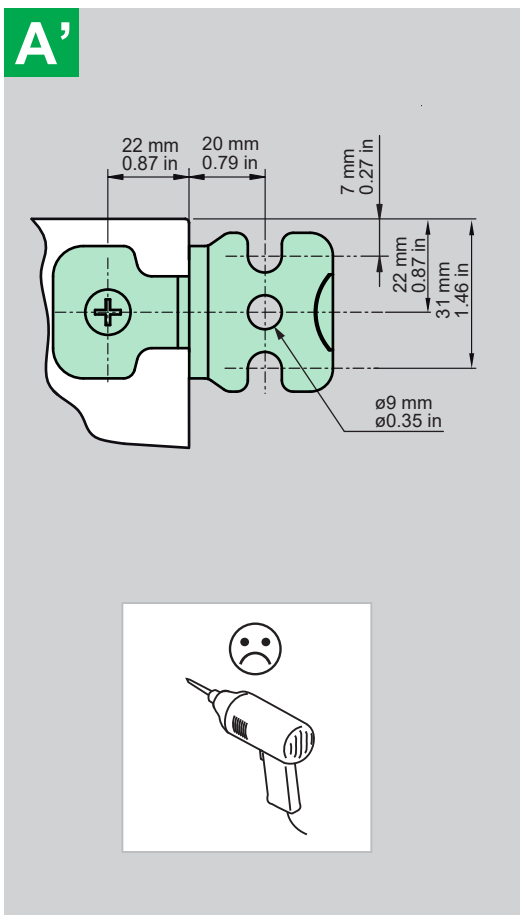 A’
22 mm
0.87 in
20 mm
0.79 in
7 mm
0.27 in
22 mm
0.87 in
31 mm
1.46 in
ø9 mm
ø0.35 in